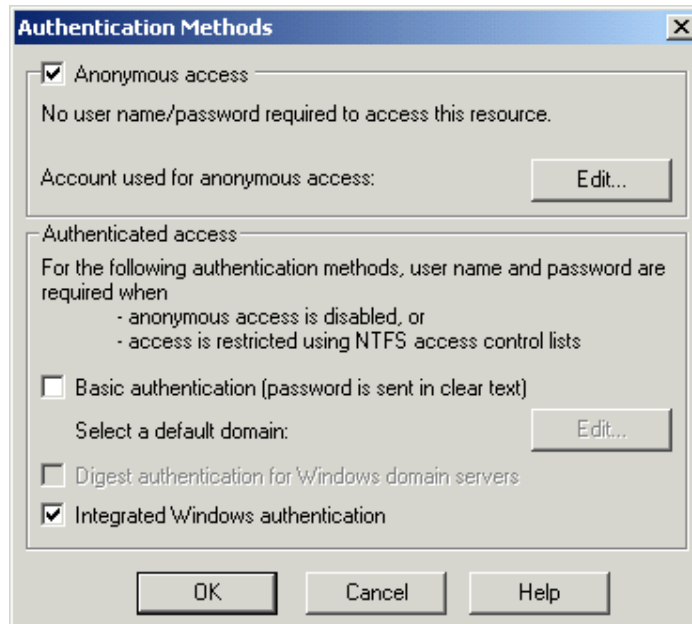 Authentication Methods
Anonymous access
No user name/password required to access this resource.
Account used for anonymous access:
Edit...
Authenticated access
For the following authentication methods, user name and password are
required when
- anonymous access is disabled, or
- access is restricted using NTFS access control lists
Basic authentication (password is sent in clear text)
Select a default domain:
Edit...
Digest authentication for Windows domain servers
Integrated Windows authentication
OK
Cancel
Help